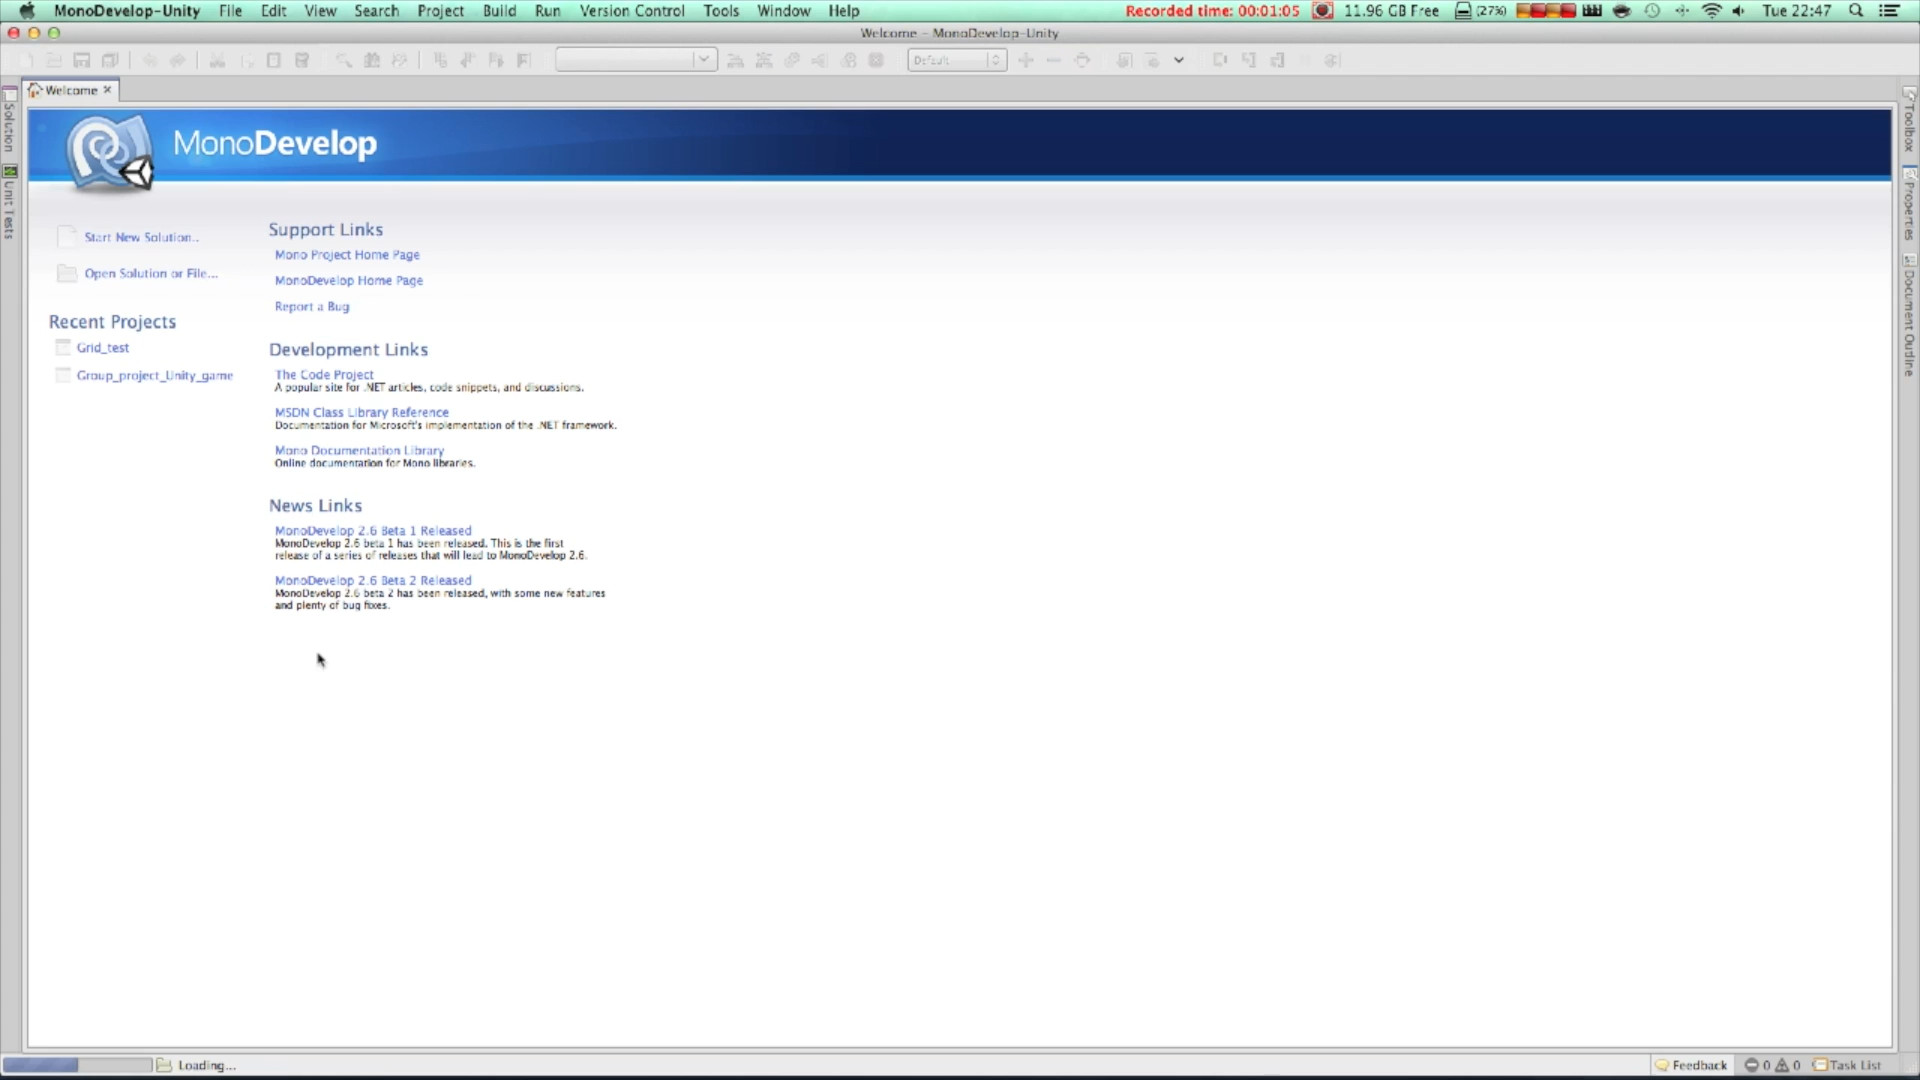 MonoDevelop-Unity File Edit View Search Project Build Run Version Control Tools Window Help Recorded time: 00:01:05 11.96 GB Free (27%) Tue 22:47
Welcome - MonoDevelop-Unity
Default
Welcome
Solution
Unit Tests
Toolbox
Properties
Document Outline
MonoDevelop
Start New Solution...
Open Solution or File...
Recent Projects
Grid_test
Group_project_Unity_game
Support Links
Mono Project Home Page
MonoDevelop Home Page
Report a Bug
Development Links
The Code Project
A popular site for .NET articles, code snippets, and discussions.
MSDN Class Library Reference
Documentation for Microsoft's implementation of the .NET framework.
Mono Documentation Library
Online documentation for Mono libraries.
News Links
MonoDevelop 2.6 Beta 1 Released
MonoDevelop 2.6 beta 1 has been released. This is the first
release of a series of releases that will lead to MonoDevelop 2.6.
MonoDevelop 2.6 Beta 2 Released
MonoDevelop 2.6 beta 2 has been released, with some new features
and plenty of bug fixes.
Loading...
Feedback 0 0 Task List